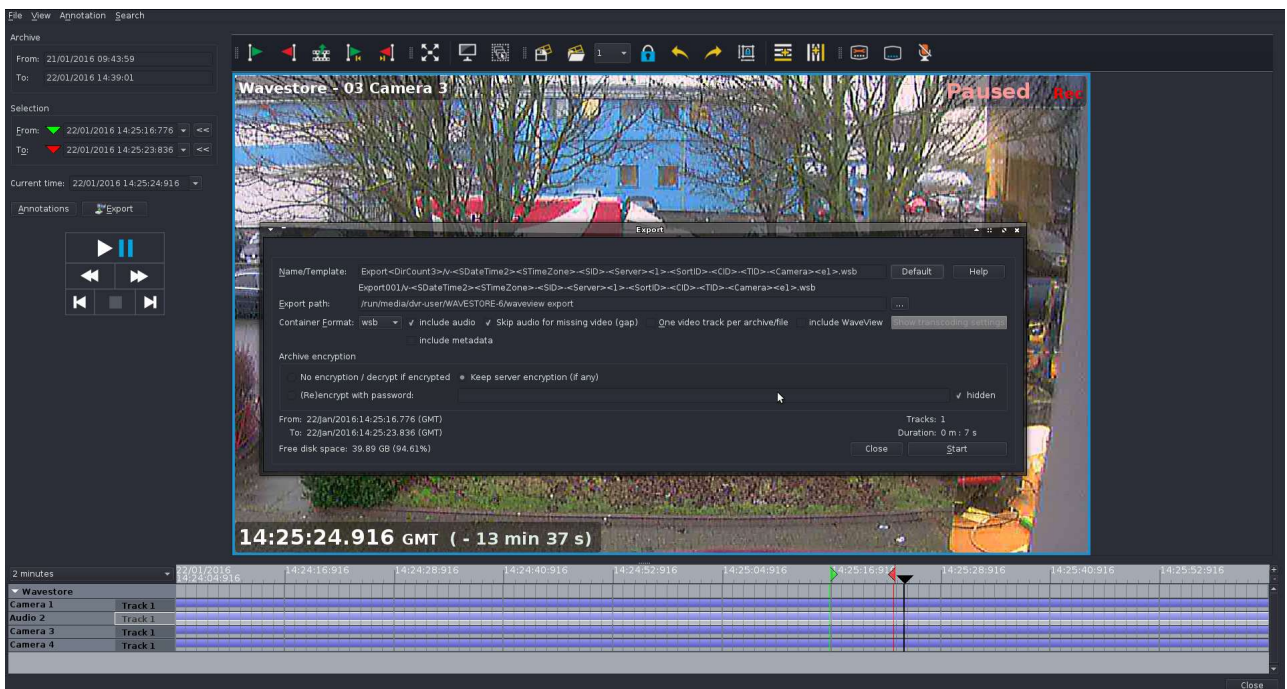 File View Annotation Search
Archive
From: 21/01/2016 09:43:59
To: 22/01/2016 14:39:01
Selection
From: 22/01/2016 14:25:16:776 <<
To: 22/01/2016 14:25:23:836 <<
Current time: 22/01/2016 14:25:24:916
Annotations Export
1
Wavestore - 03 Camera 3 Paused Rec
Export
Name/Template: Export<DirCount3>/v-<SDateTime2><STimeZone>-<SID>-<Server><1>-<SortID>-<CID>-<TID>-<Camera><e1>.wsb Default Help
Export001/v-<SDateTime2><STimeZone>-<SID>-<Server><1>-<SortID>-<CID>-<TID>-<Camera><e1>.wsb
Export path: /run/media/dvr-user/WAVESTORE-6/waveview export ...
Container Format: wsb include audio Skip audio for missing video (gap) One video track per archive/file include WaveView Show transcoding settings
include metadata
Archive encryption
No encryption / decrypt if encrypted Keep server encryption (if any)
(Re)encrypt with password: hidden
From: 22/Jan/2016:14:25:16.776 (GMT) Tracks: 1
To: 22/Jan/2016:14:25:23.836 (GMT) Duration: 0 m : 7 s
Free disk space: 39.89 GB (94.61%) Close Start
14:25:24.916 GMT ( - 13 min 37 s)
2 minutes 22/01/2016 14:24:16:916 14:24:28:916 14:24:40:916 14:24:52:916 14:25:04:916 14:25:16:916 14:25:28:916 14:25:40:916 14:25:52:916 +
14:24:04:916 -
Wavestore
Camera 1 Track 1
Audio 2 Track 1
Camera 3 Track 1
Camera 4 Track 1
Close